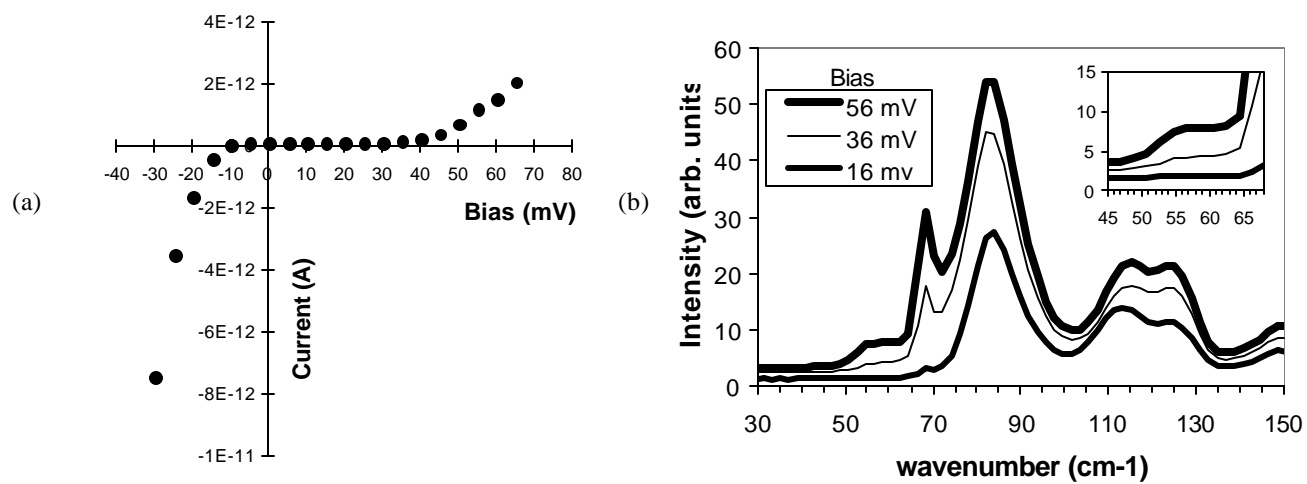 (a)
4E-12
2E-12
0
-2E-12
-4E-12
-6E-12
-8E-12
-1E-11
-40 -30 -20 -10 0 10 20 30 40 50 60 70 80
Bias (mV)
Current (A)
(b)
60
50
40
30
20
10
0
30 50 70 90 110 130 150
Intensity (arb. units
wavenumber (cm-1)
Bias
56 mV
36 mV
16 mv
15
10
5
0
45 50 55 60 65